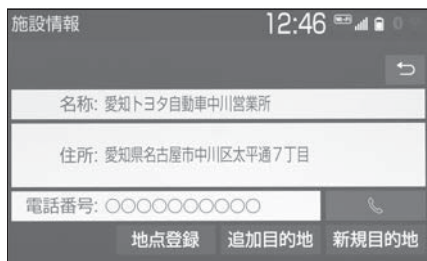 施設情報 12:46
名称: 愛知トヨタ自動車中川営業所
住所: 愛知県名古屋市中川区太平通7丁目
電話番号: ○○○○○○○○○○
地点登録 追加目的地 新規目的地